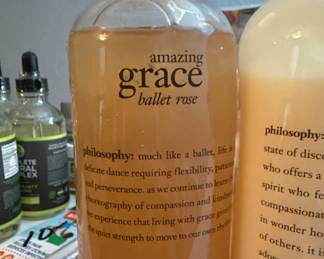 amazing
grace
ballet rose
philosophy: much like a ballet, life is
delicate dance requiring flexibility, patience
and perseverance. as we continue to learn the
choreography of compassion and kindness
we experience that living with grace gives us
the quiet strength to move to our own rhythm
philosophy:
state of disco
who offers a
spirit who fe
compassionat
in wonder ho
of others. it i